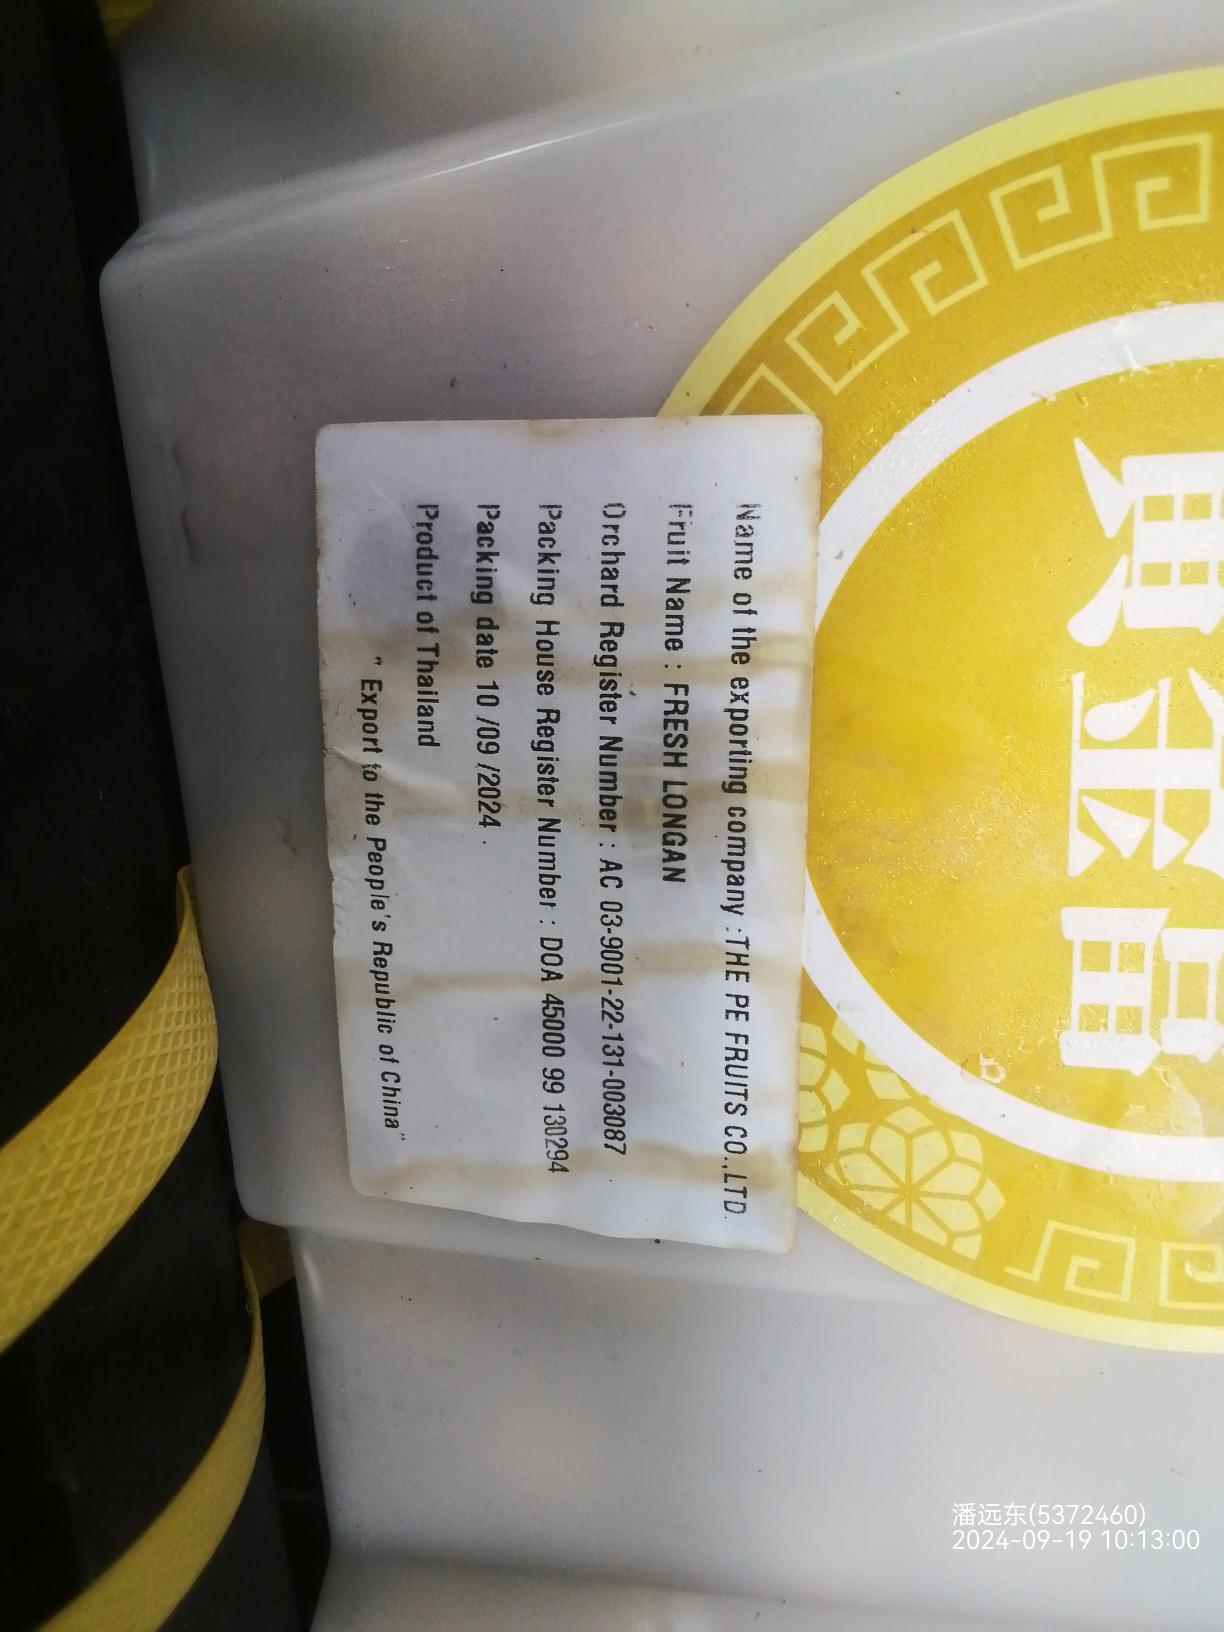 Name of the exporting company :THE PE FRUITS CO.,LTD.
Fruit Name : FRESH LONGAN
Orchard Register Number : AC 03-9001-22-131-003087
Packing House Register Number : DOA 45000 99 130294
Packing date 10 /09 /2024
Product of Thailand
" Export to the People's Republic of China"
潘远东(5372460)
2024-09-19 10:13:00